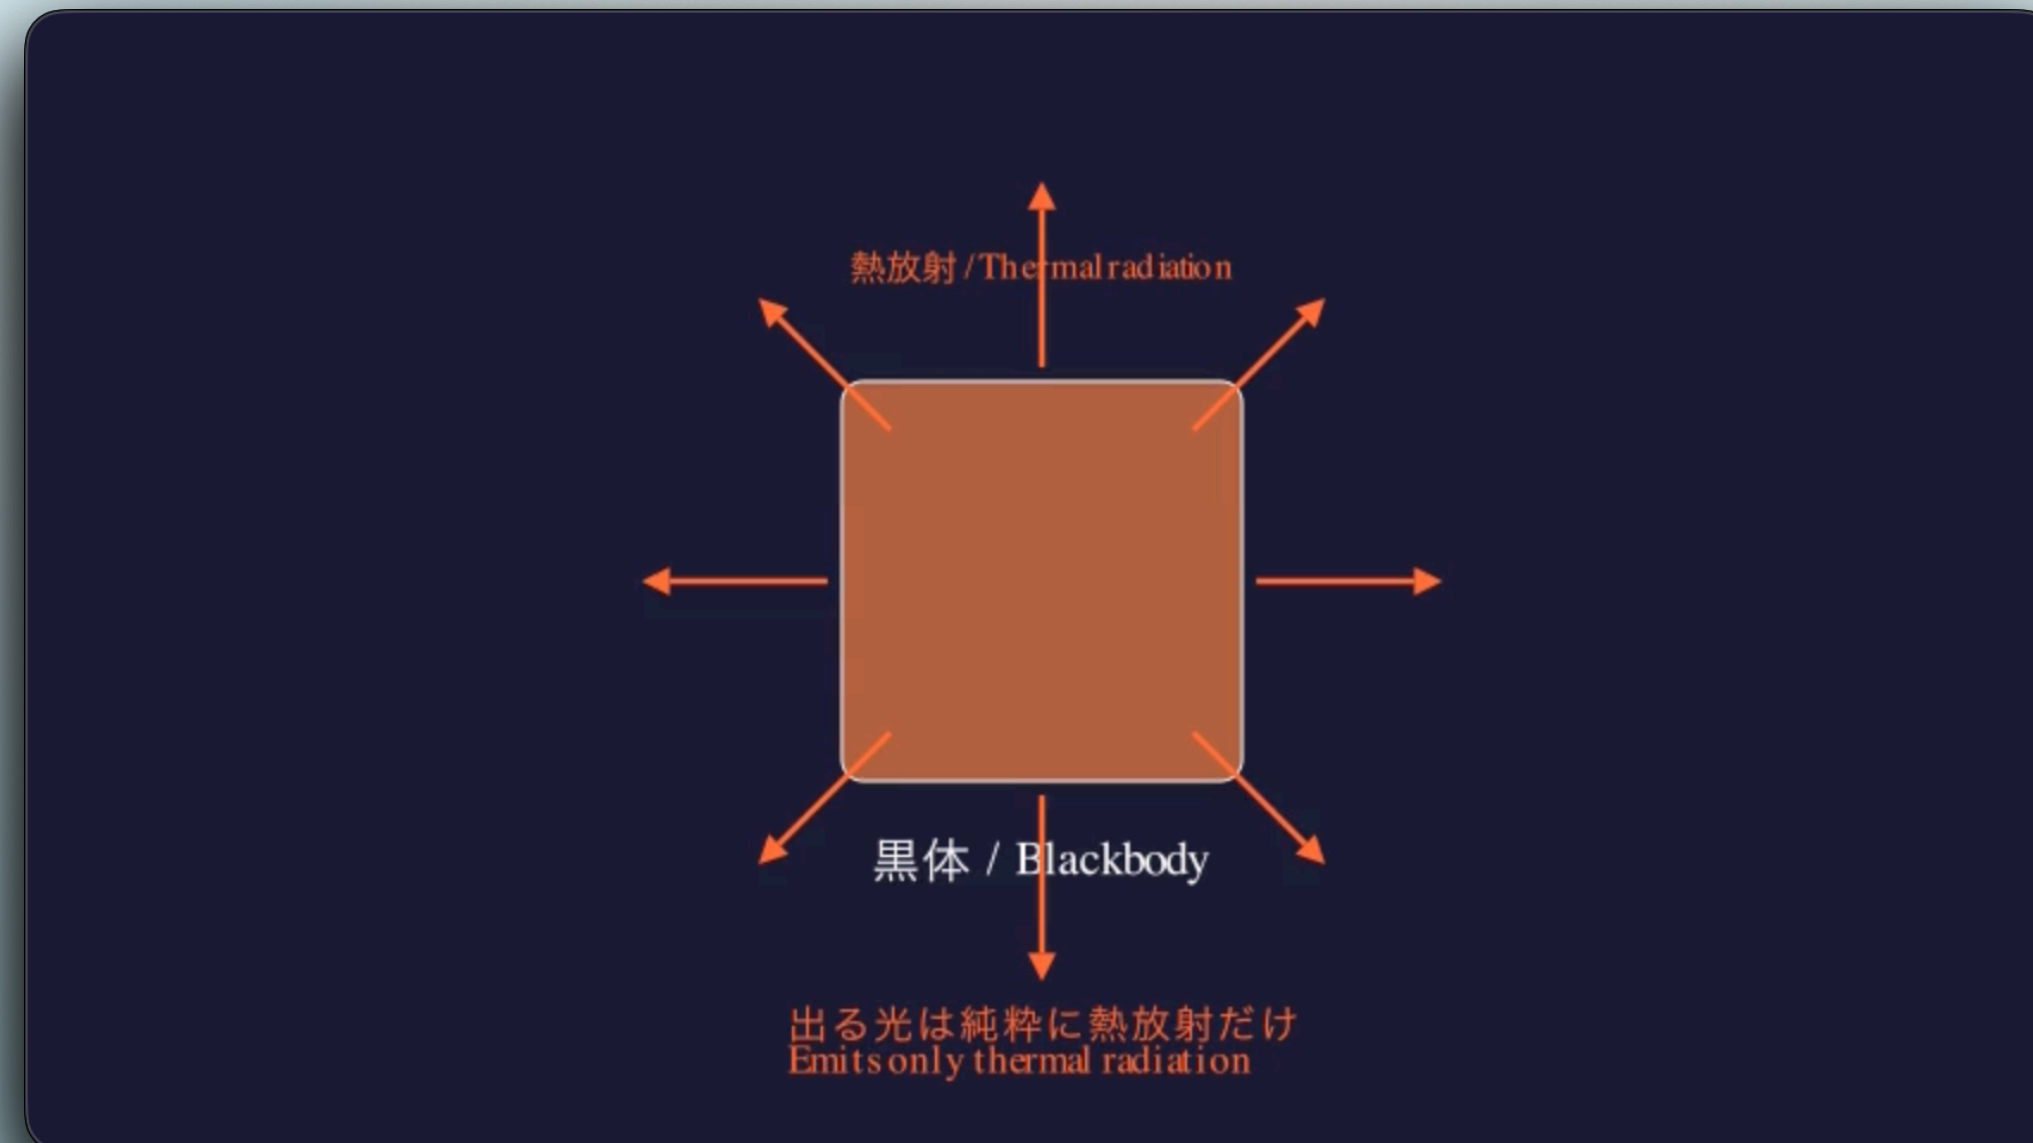 熱放射 / Thermal radiation
黒体 / Blackbody
出る光は純粋に熱放射だけ
Emits only thermal radiation